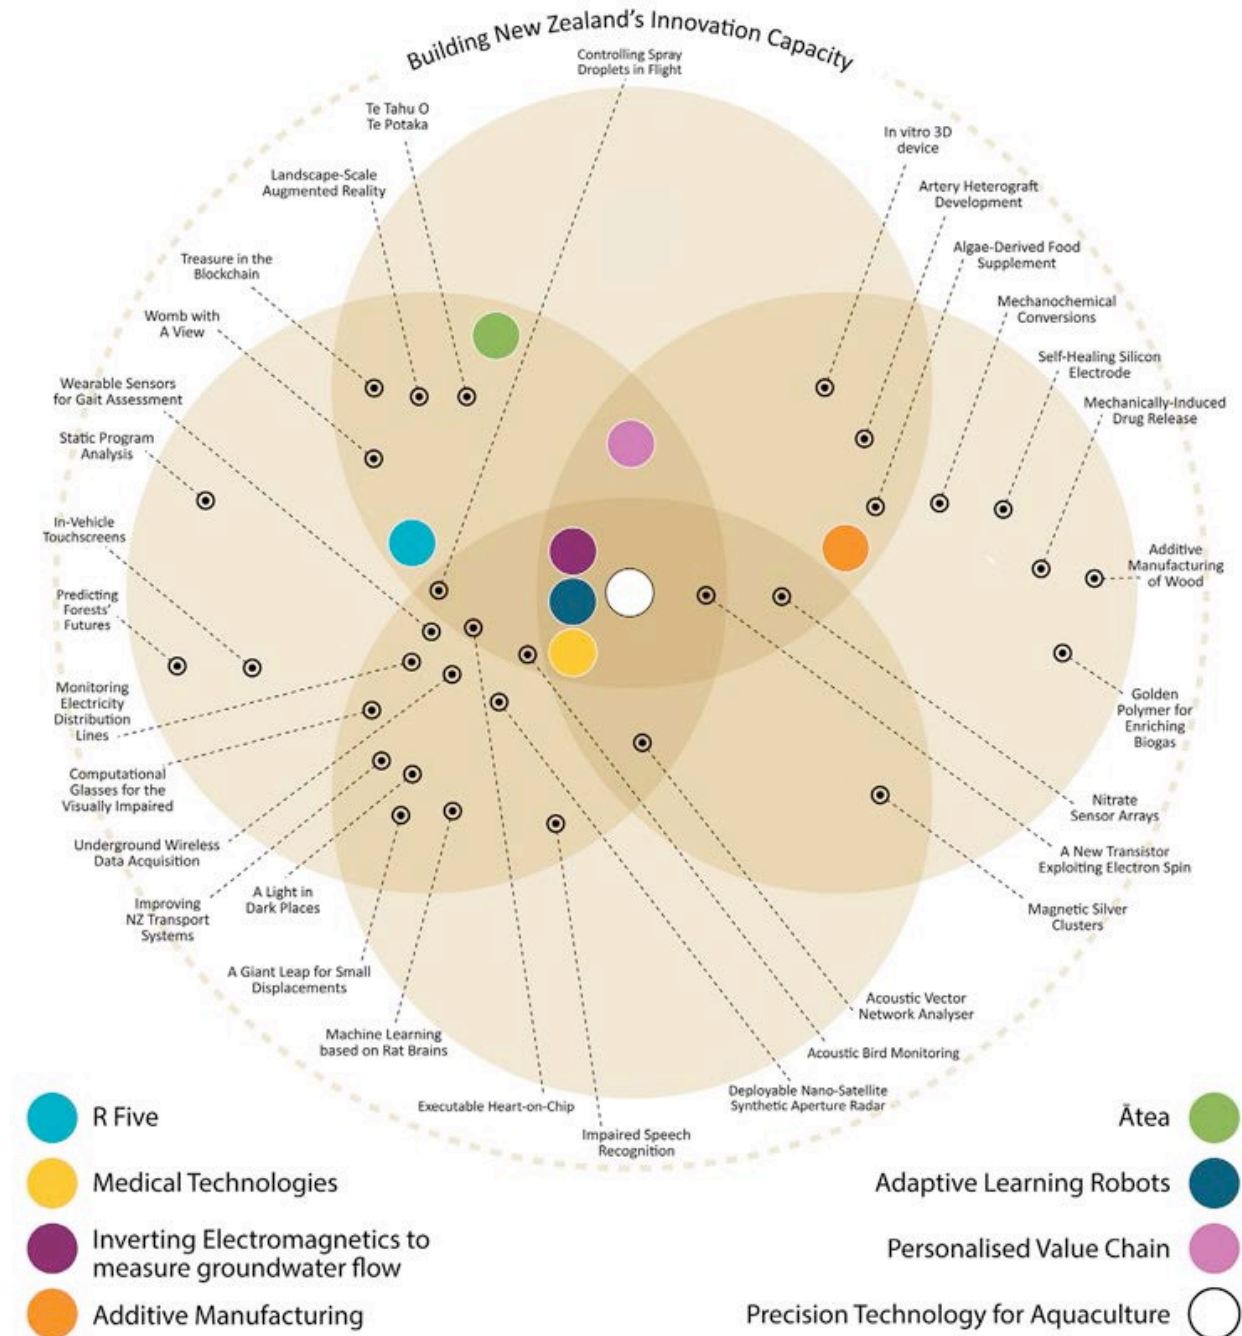 Building New Zealand's Innovation Capacity
Controlling Spray
Droplets in Flight
Te Tahu O
Te Potaka
Landscape-Scale
Augmented Reality
Treasure in the
Blockchain
Womb with
A View
Wearable Sensors
for Gait Assessment
Static Program
Analysis
In-Vehicle
Touchscreens
Predicting
Forests'
Futures
Monitoring
Electricity
Distribution
Lines
Computational
Glasses for the
Visually Impaired
Underground Wireless
Data Acquisition
Improving
NZ Transport
Systems
A Light in
Dark Places
A Giant Leap for Small
Displacements
Machine Learning
based on Rat Brains
Executable Heart-on-Chip
Impaired Speech
Recognition
Deployable Nano-Satellite
Synthetic Aperture Radar
Acoustic Bird Monitoring
Acoustic Vector
Network Analyser
Magnetic Silver
Clusters
A New Transistor
Exploiting Electron Spin
Nitrate
Sensor Arrays
Golden
Polymer for
Enriching
Biogas
Additive
Manufacturing
of Wood
Mechanically-Induced
Drug Release
Self-Healing Silicon
Electrode
Mechanochemical
Conversions
Algae-Derived Food
Supplement
Artery Heterograft
Development
In vitro 3D
device
R Five
Medical Technologies
Inverting Electromagnetics to
measure groundwater flow
Additive Manufacturing
Ātea
Adaptive Learning Robots
Personalised Value Chain
Precision Technology for Aquaculture